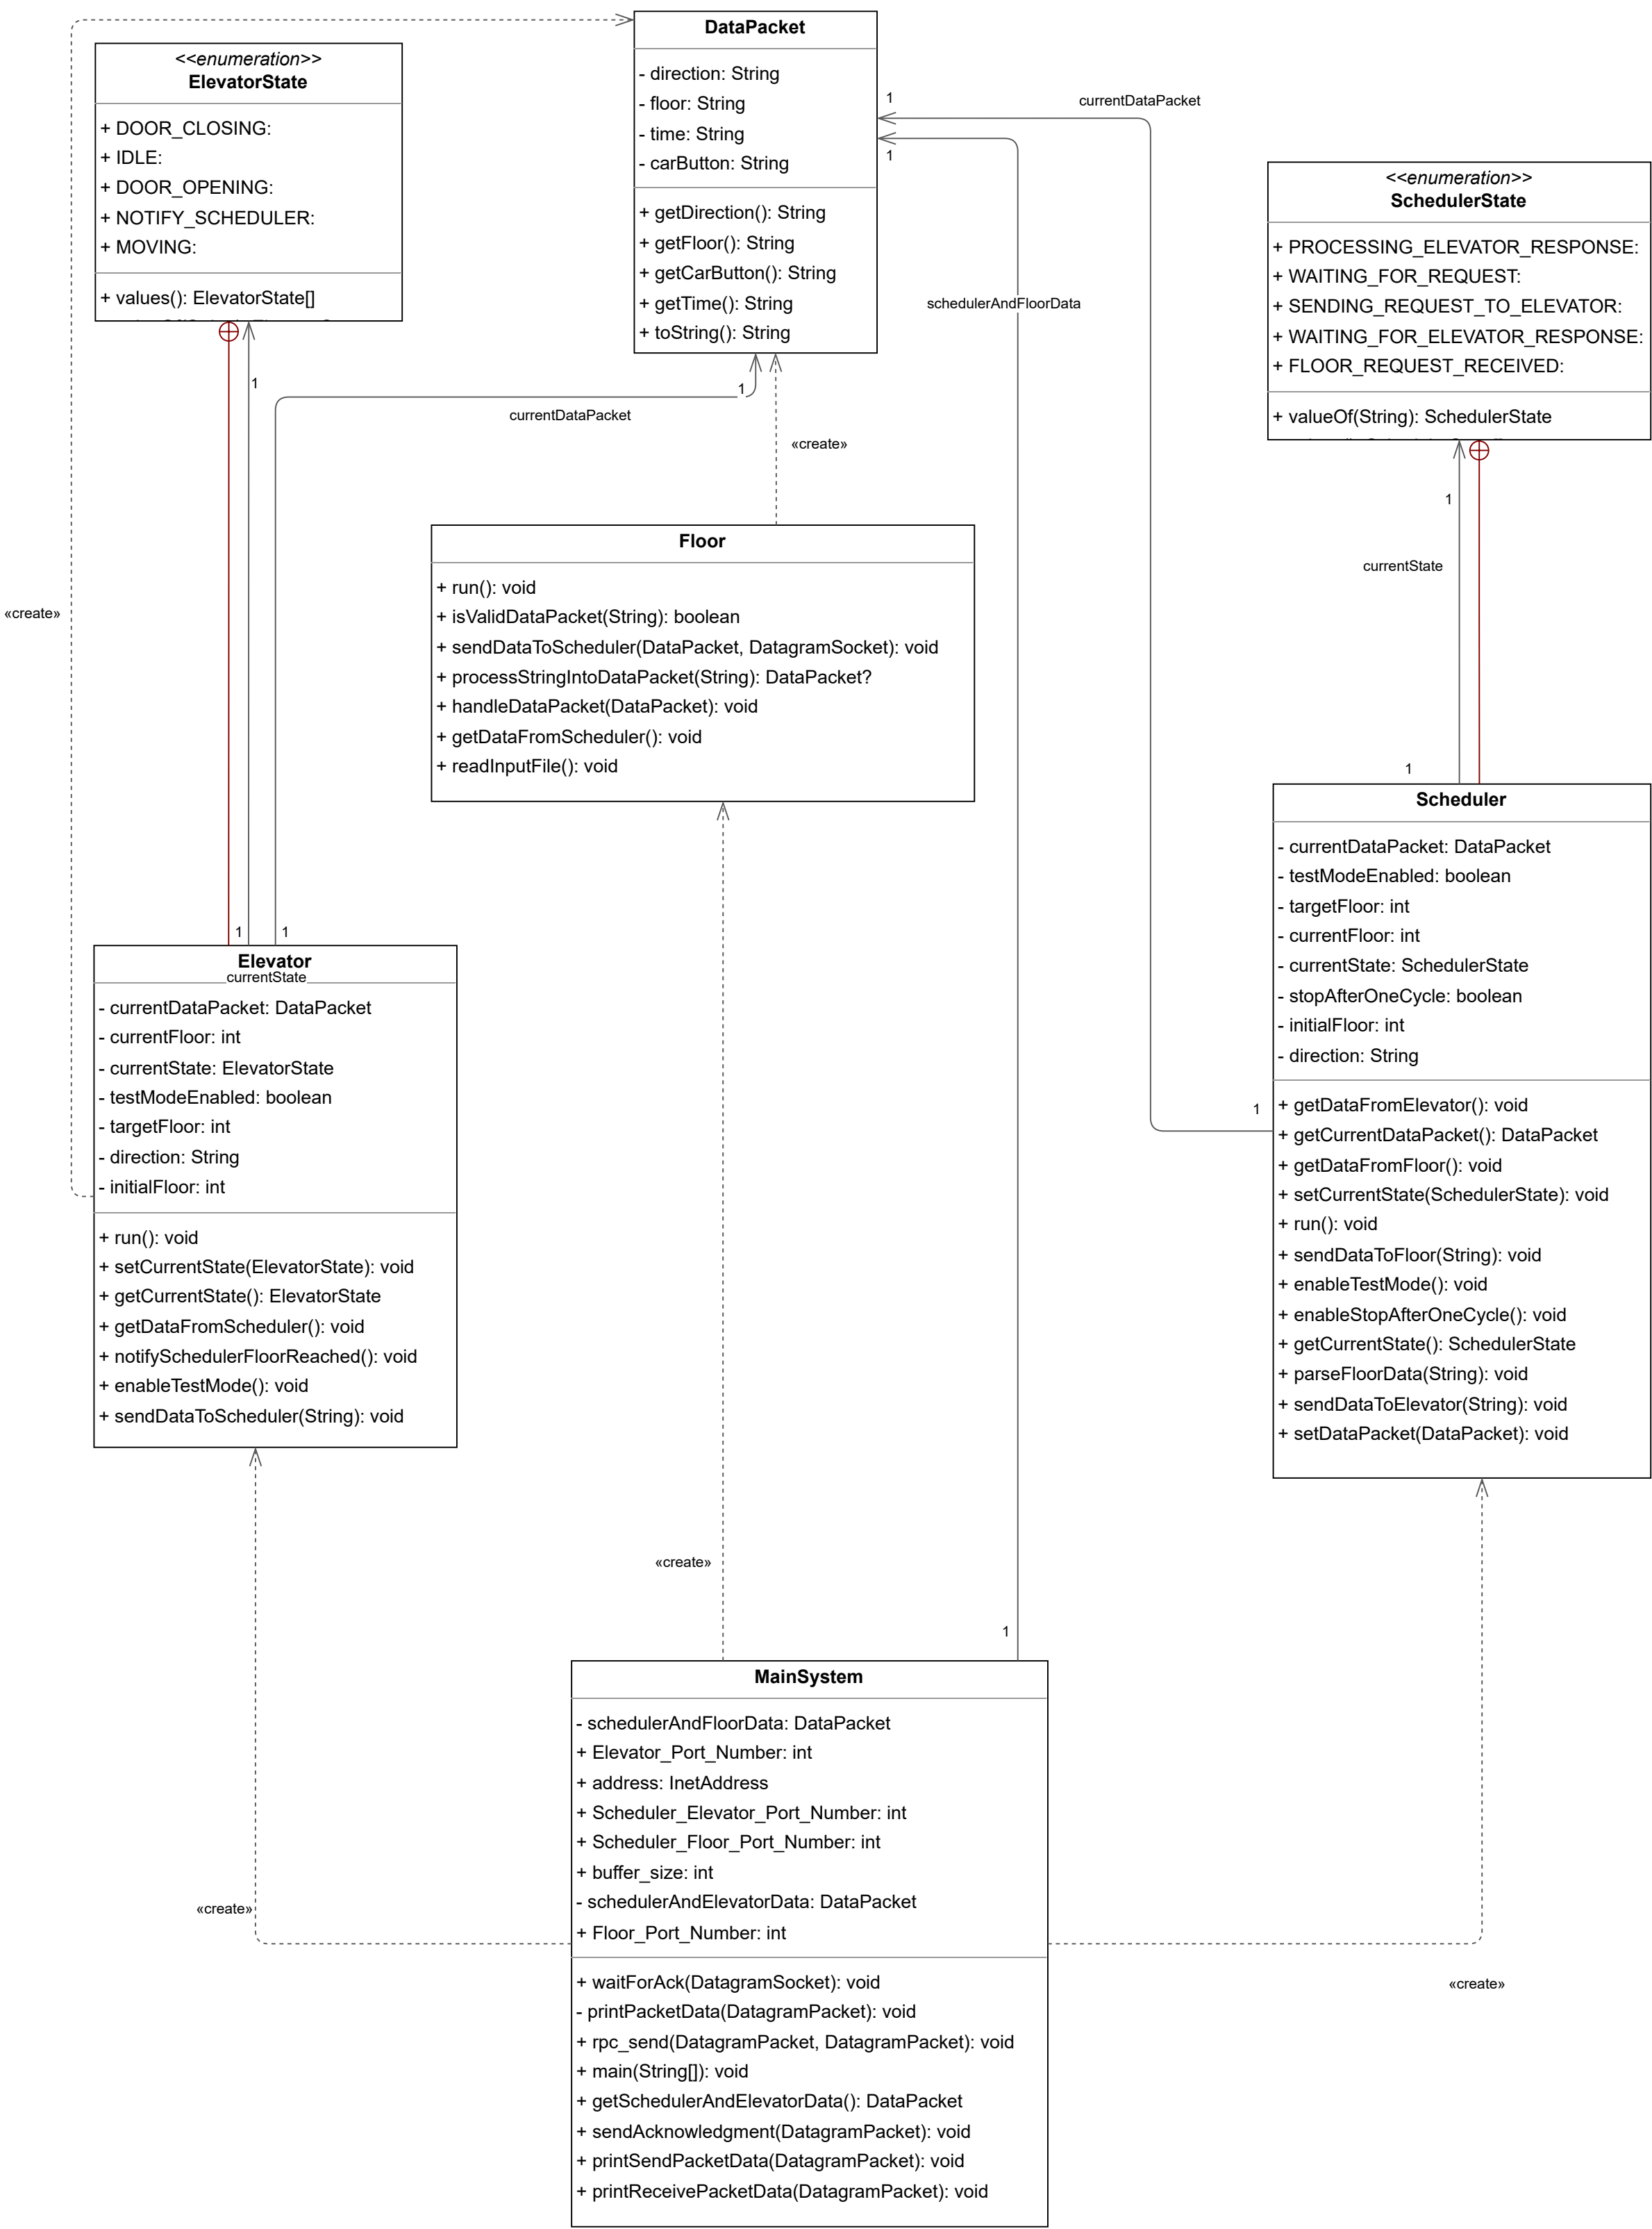 DataPacket
- direction: String
- floor: String
- time: String
- carButton: String
+ getDirection(): String
+ getFloor(): String
+ getCarButton(): String
+ getTime(): String
+ toString(): String
<<enumeration>>
ElevatorState
+ DOOR_CLOSING:
+ IDLE:
+ DOOR_OPENING:
+ NOTIFY_SCHEDULER:
+ MOVING:
+ values(): ElevatorState[]
1
currentDataPacket
1
<<enumeration>>
SchedulerState
+ PROCESSING_ELEVATOR_RESPONSE:
+ WAITING_FOR_REQUEST:
+ SENDING_REQUEST_TO_ELEVATOR:
+ WAITING_FOR_ELEVATOR_RESPONSE:
+ FLOOR_REQUEST_RECEIVED:
+ valueOf(String): SchedulerState
schedulerAndFloorData
1
1
currentDataPacket
«create»
1
currentState
«create»
Floor
+ run(): void
+ isValidDataPacket(String): boolean
+ sendDataToScheduler(DataPacket, DatagramSocket): void
+ processStringIntoDataPacket(String): DataPacket?
+ handleDataPacket(DataPacket): void
+ getDataFromScheduler(): void
+ readInputFile(): void
1
Scheduler
- currentDataPacket: DataPacket
- testModeEnabled: boolean
- targetFloor: int
- currentFloor: int
- currentState: SchedulerState
- stopAfterOneCycle: boolean
- initialFloor: int
- direction: String
+ getDataFromElevator(): void
+ getCurrentDataPacket(): DataPacket
+ getDataFromFloor(): void
+ setCurrentState(SchedulerState): void
+ run(): void
+ sendDataToFloor(String): void
+ enableTestMode(): void
+ enableStopAfterOneCycle(): void
+ getCurrentState(): SchedulerState
+ parseFloorData(String): void
+ sendDataToElevator(String): void
+ setDataPacket(DataPacket): void
1
1
1
Elevator
currentState
- currentDataPacket: DataPacket
- currentFloor: int
- currentState: ElevatorState
- testModeEnabled: boolean
- targetFloor: int
- direction: String
- initialFloor: int
+ run(): void
+ setCurrentState(ElevatorState): void
+ getCurrentState(): ElevatorState
+ getDataFromScheduler(): void
+ notifySchedulerFloorReached(): void
+ enableTestMode(): void
+ sendDataToScheduler(String): void
«create»
1
MainSystem
- schedulerAndFloorData: DataPacket
+ Elevator_Port_Number: int
+ address: InetAddress
+ Scheduler_Elevator_Port_Number: int
+ Scheduler_Floor_Port_Number: int
+ buffer_size: int
- schedulerAndElevatorData: DataPacket
+ Floor_Port_Number: int
+ waitForAck(DatagramSocket): void
- printPacketData(DatagramPacket): void
+ rpc_send(DatagramPacket, DatagramPacket): void
+ main(String[]): void
+ getSchedulerAndElevatorData(): DataPacket
+ sendAcknowledgment(DatagramPacket): void
+ printSendPacketData(DatagramPacket): void
+ printReceivePacketData(DatagramPacket): void
«create»
«create»